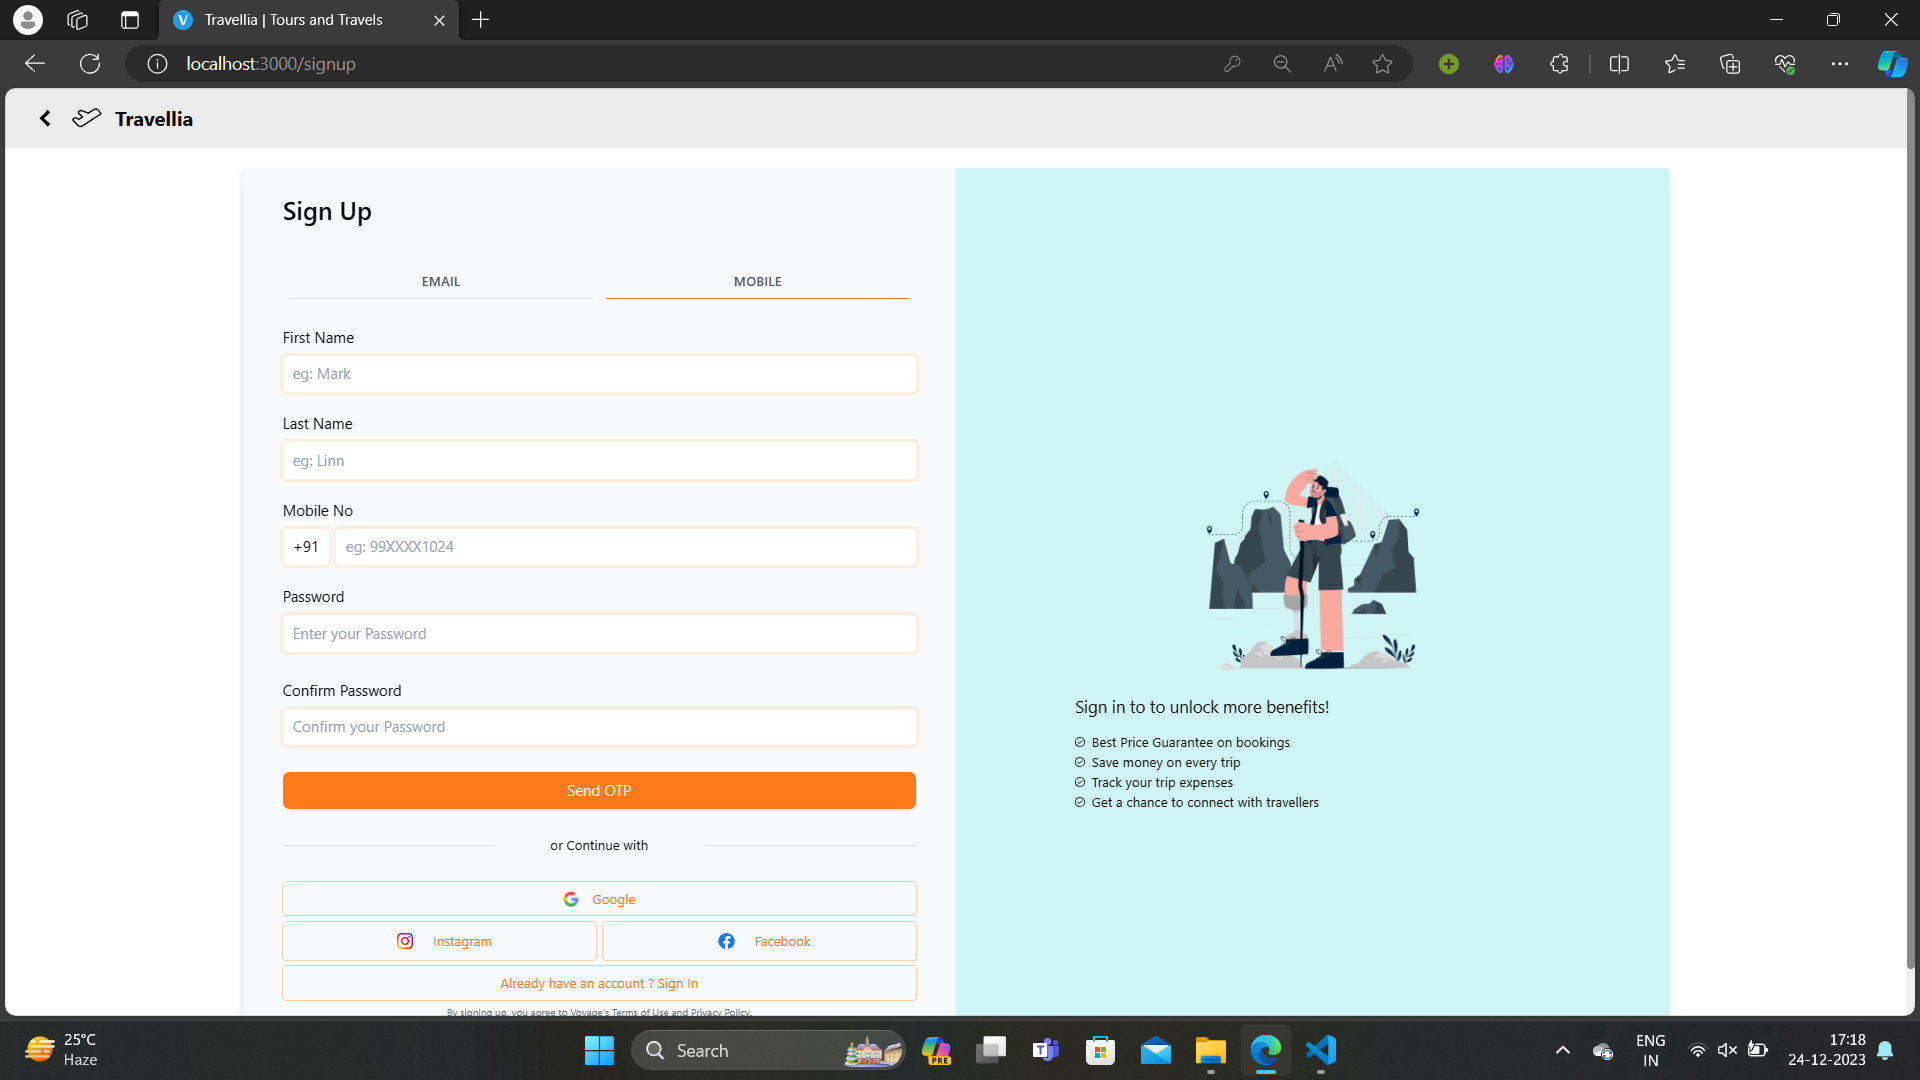 V Travellia | Tours and Travels
localhost:3000/signup
Travellia
Sign Up
EMAIL MOBILE
First Name
eg: Mark
Last Name
eg: Linn
Mobile No
+91 eg: 99XXXX1024
Password
Enter your Password
Confirm Password
Confirm your Password
Send OTP
or Continue with
Google
Instagram Facebook
Already have an account ? Sign In
By signing up, you agree to Voyage's Terms of Use and Privacy Policy.
Sign in to to unlock more benefits!
Best Price Guarantee on bookings
Save money on every trip
Track your trip expenses
Get a chance to connect with travellers
25°C
Haze
Search
PRE
ENG
IN
17:18
24-12-2023